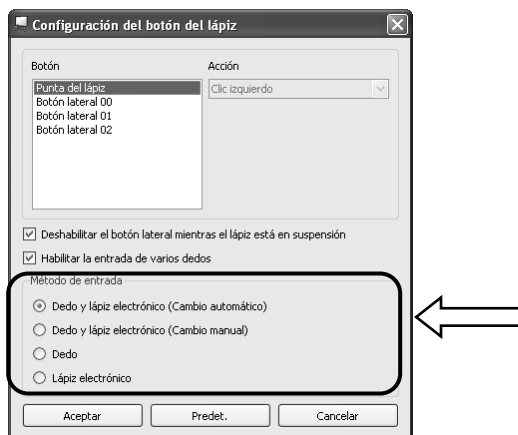 Configuración del botón del lápiz
Botón
Acción
Punta del lápiz
Botón lateral 00
Botón lateral 01
Botón lateral 02
Clic izquierdo
Deshabilitar el botón lateral mientras el lápiz está en suspensión
Habilitar la entrada de varios dedos
Método de entrada
Dedo y lápiz electrónico (Cambio automático)
Dedo y lápiz electrónico (Cambio manual)
Dedo
Lápiz electrónico
Aceptar
Predet.
Cancelar